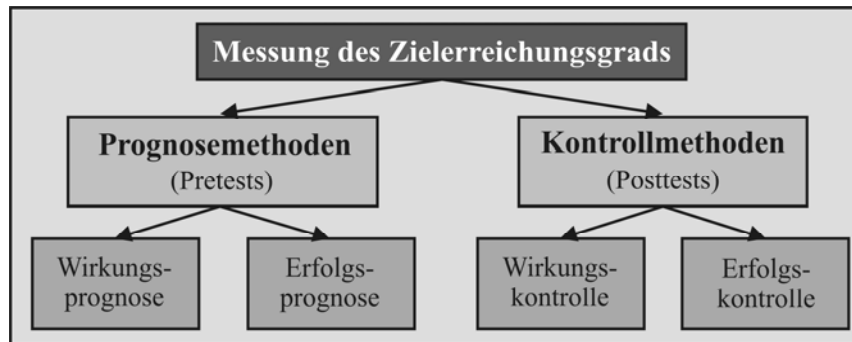 Messung des Zielerreichungsgrads
Prognosemethoden
(Pretests)
Kontrollmethoden
(Posttests)
Wirkungs-
prognose
Erfolgs-
prognose
Wirkungs-
kontrolle
Erfolgs-
kontrolle